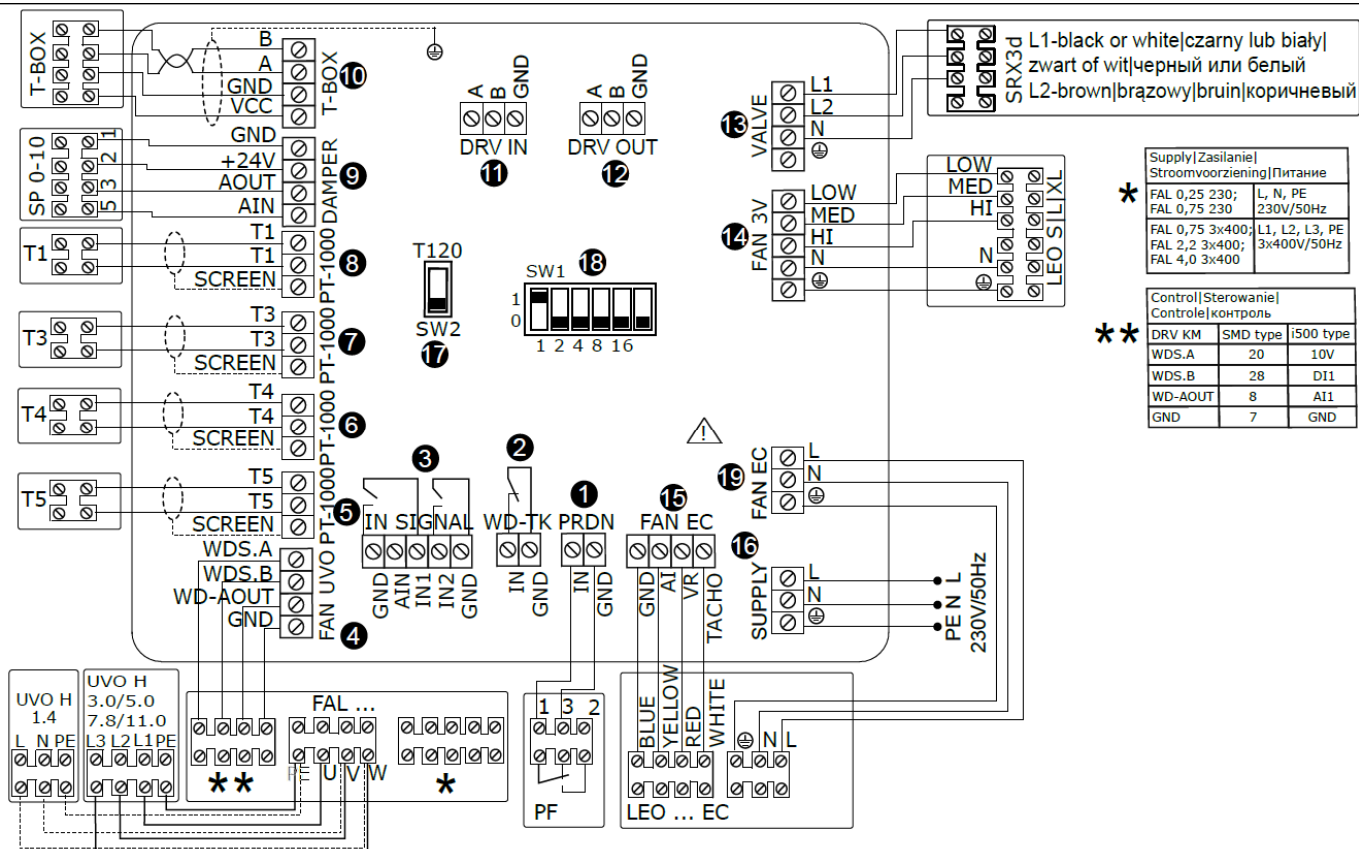 T-BOX
B
A
GND
VCC
T-BOX
10
SP 0-10
1
2
3
5
GND
+24V
AOUT
AIN
DAMPER
9
T1
T1
T1
SCREEN
PT-1000
8
T3
T3
T3
SCREEN
PT-1000
7
T4
T4
T4
SCREEN
PT-1000
6
T5
T5
T5
SCREEN
PT-1000
5
WDS.A
WDS.B
WD-AOUT
GND
FAN UVO
4
A
B
GND
DRV IN
11
A
B
GND
DRV OUT
12
T120
SW2
17
SW1
18
1
0
1 2 4 8 16
3
IN SIGNAL
GND
AIN
IN1
IN2
GND
2
WD-TK
IN
GND
1
PRDN
IN
GND
15
FAN EC
GND
AI
VR
TACHO
13
VALVE
L1
L2
N
SRX3d
L1-black or white|czarny lub biały|
zwart of wit|черный или белый
L2-brown|brązowy|bruin|коричневый
14
FAN 3V
LOW
MED
HI
N
LOW
MED
HI
N
LEO S|L|XL
*
Supply|Zasilanie|
Stroomvoorziening|Питание
FAL 0,25 230; L, N, PE
FAL 0,75 230 230V/50Hz
FAL 0,75 3x400; L1, L2, L3, PE
FAL 2,2 3x400; 3x400V/50Hz
FAL 4,0 3x400
**
Control|Sterowanie|
Controle|контроль
DRV KM SMD type i500 type
WDS.A 20 10V
WDS.B 28 DI1
WD-AOUT 8 AI1
GND 7 GND
19
FAN EC
L
N
16
SUPPLY
L
N
PE N L
230V/50Hz
UVO H
1.4
L N PE
UVO H
3.0/5.0
7.8/11.0
L3 L2 L1 PE
FAL ...
**
PE U V W
*
1 3 2
PF
BLUE
YELLOW
RED
WHITE
N L
LEO ... EC